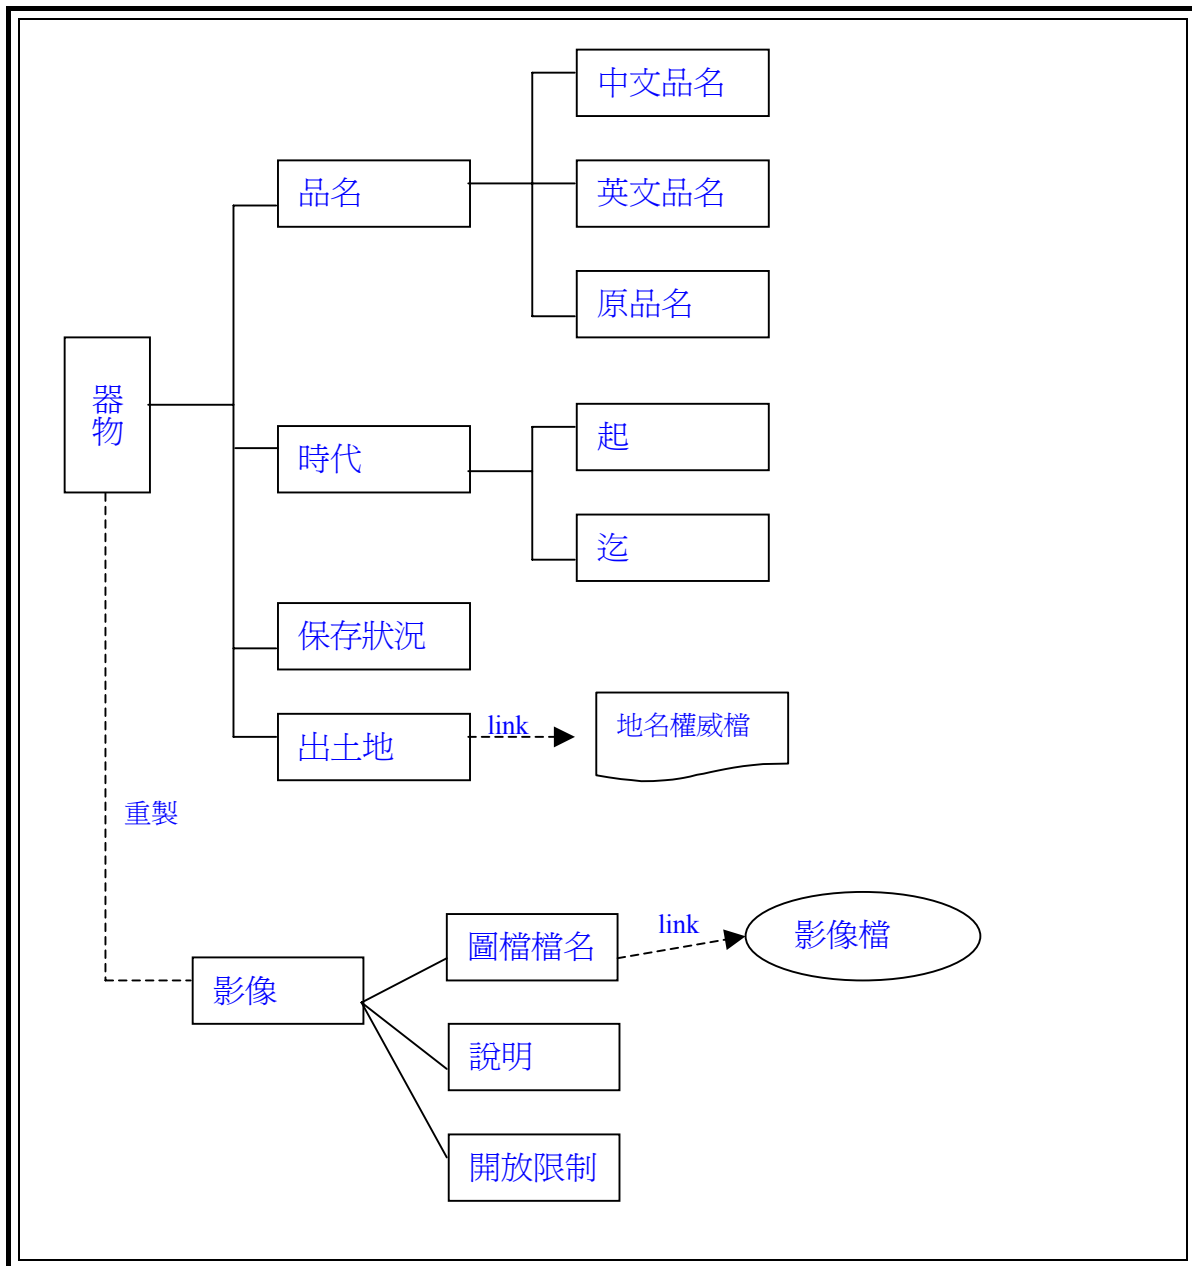 中文品名
品名
英文品名
原品名
器
物
時代
起
迄
保存狀況
出土地
link
地名權威檔
重製
影像
圖檔檔名
link
影像檔
說明
開放限制